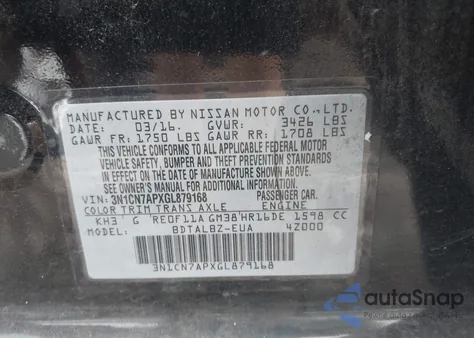 MANUFACTURED BY NISSAN MOTOR CO.,LTD.
DATE: 03/16. GVWR: 3426 LBS
GAWR FR: 1750 LBS GAWR RR: 1708 LBS
THIS VEHICLE CONFORMS TO ALL APPLICABLE FEDERAL MOTOR
VEHICLE SAFETY, BUMPER AND THEFT PREVENTION STANDARDS
IN EFFECT ON THE DATE OF MANUFACTURE SHOWN ABOVE.
SEE OWNER'S MANUAL FOR FURTHER INFORMATION.
VIN: 3N1CN7APXGL879168 PASSENGER CAR.
COLOR TRIM TRANS AXLE ENGINE
KH3 G RE0F11A GM38 HR16DE 1598 CC
MODEL: BDTALBZ-EUA 4Z000
3N1CN7APXGL879168
autoSnap